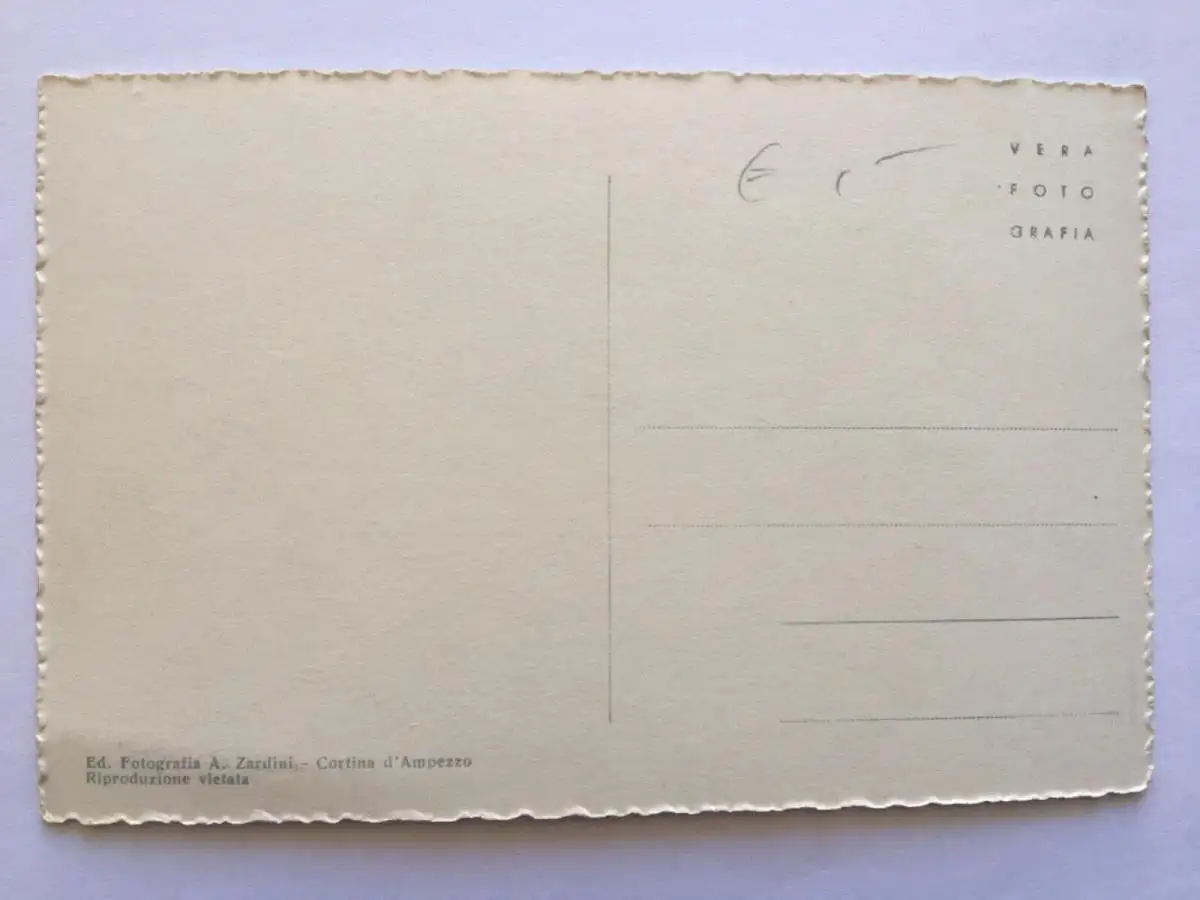 VERA
FOTO
GRAFIA
€
Ed. Fotografia A. Zardini - Cortina d'Ampezzo
Riproduzione vietata